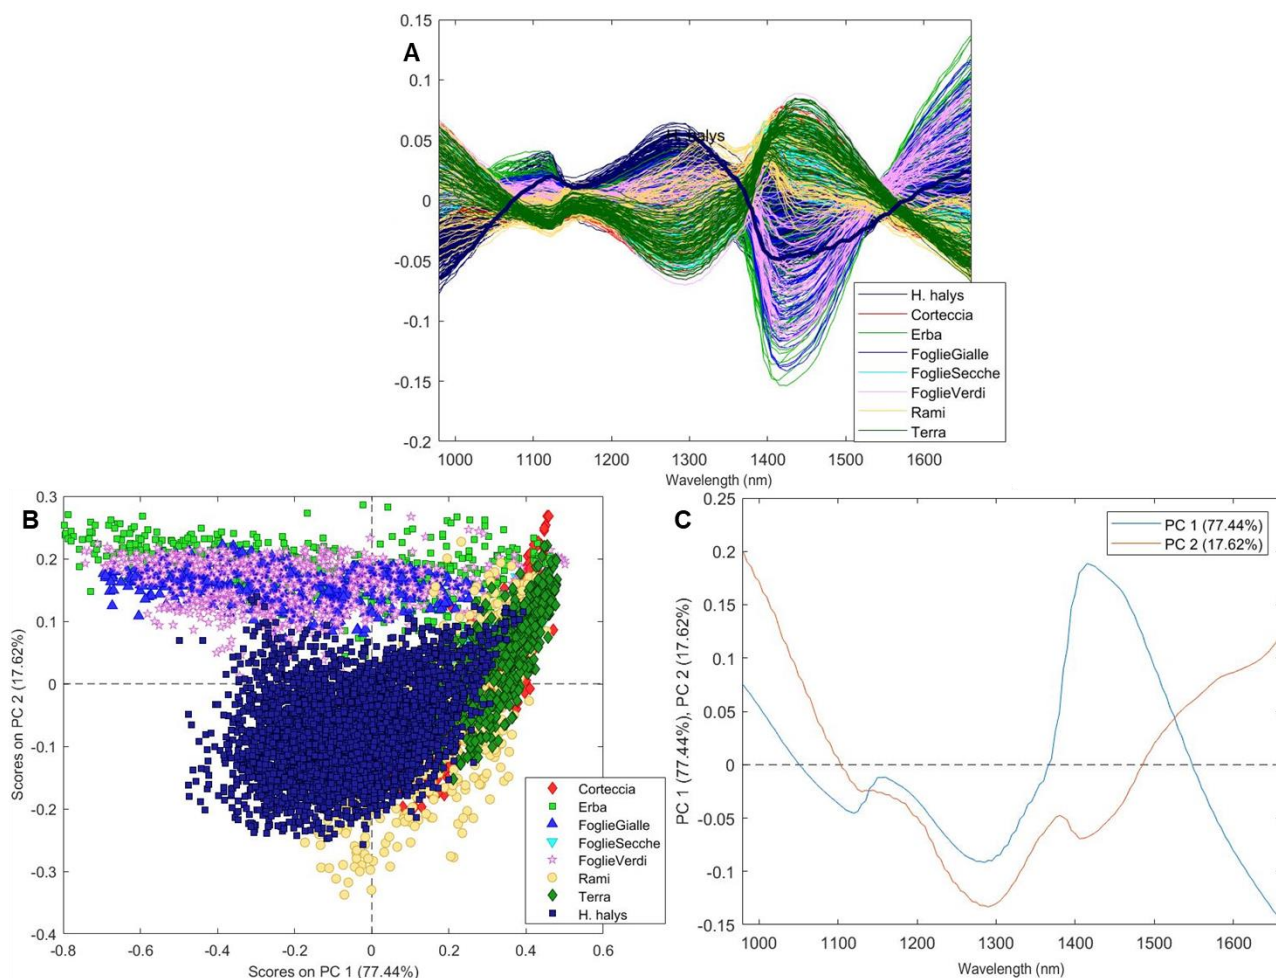 A
0.15
0.1
0.05
0
-0.05
-0.1
-0.15
-0.2
H. halys
1000 1100 1200 1300 1400 1500 1600
Wavelength (nm)
H. halys
Corteccia
Erba
FoglieGialle
FoglieSecche
FoglieVerdi
Rami
Terra
B
Scores on PC 2 (17.62%)
0.3
0.2
0.1
0
-0.1
-0.2
-0.3
-0.4
-0.8 -0.6 -0.4 -0.2 0 0.2 0.4 0.6
Scores on PC 1 (77.44%)
Corteccia
Erba
FoglieGialle
FoglieSecche
FoglieVerdi
Rami
Terra
H. halys
C
PC 1 (77.44%), PC 2 (17.62%)
0.25
0.2
0.15
0.1
0.05
0
-0.05
-0.1
-0.15
1000 1100 1200 1300 1400 1500 1600
Wavelength (nm)
PC 1 (77.44%)
PC 2 (17.62%)